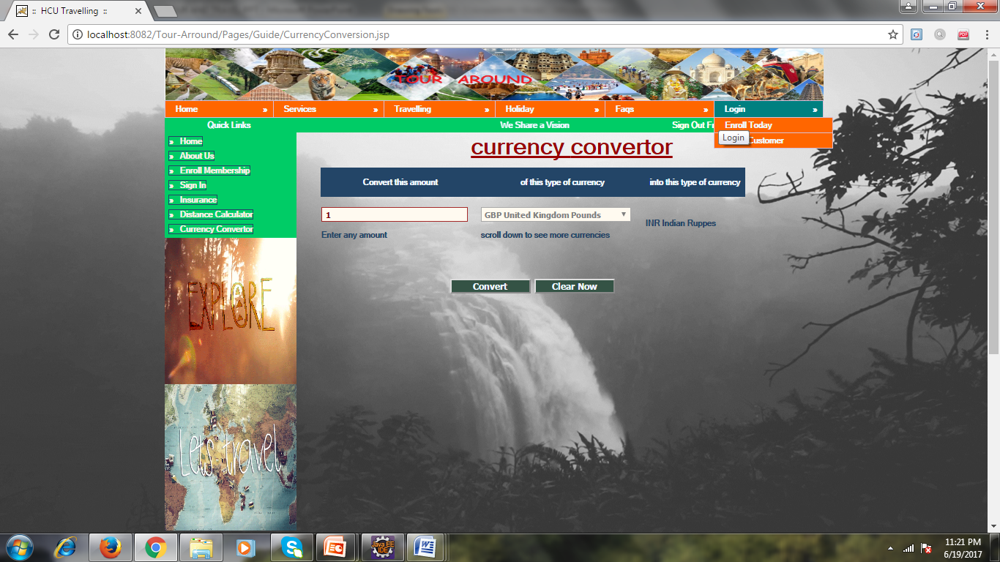 :: HCU Travelling ::
localhost:8082/Tour-Arround/Pages/Guide/CurrencyConversion.jsp
PDF
TOUR AROUND
Home » Services » Travelling » Holiday » Faqs » Login »
Quick Links We Share a Vision Sign Out Enroll Today
Login Customer
» Home
» About Us
» Enroll Membership
» Sign In
» Insurance
» Distance Calculator
» Currency Convertor
currency convertor
Convert this amount of this type of currency into this type of currency
1 GBP United Kingdom Pounds INR Indian Ruppes
Enter any amount scroll down to see more currencies
Convert Clear Now
EXPLORE
Lets travel
Java EE
IDE
11:21 PM
6/19/2017